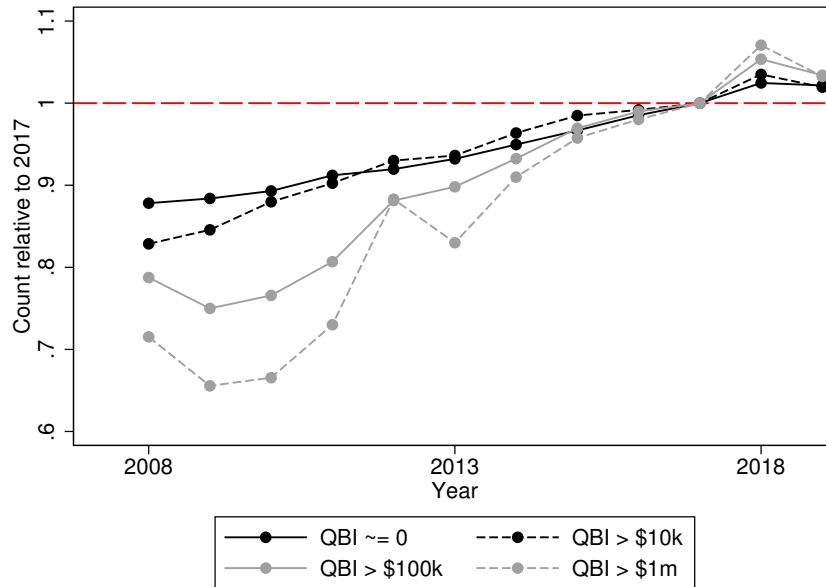 Count relative to 2017
1.1
1
.9
.8
.7
.6
2008 2013 2018
Year
QBI ~= 0 QBI > $10k
QBI > $100k QBI > $1m